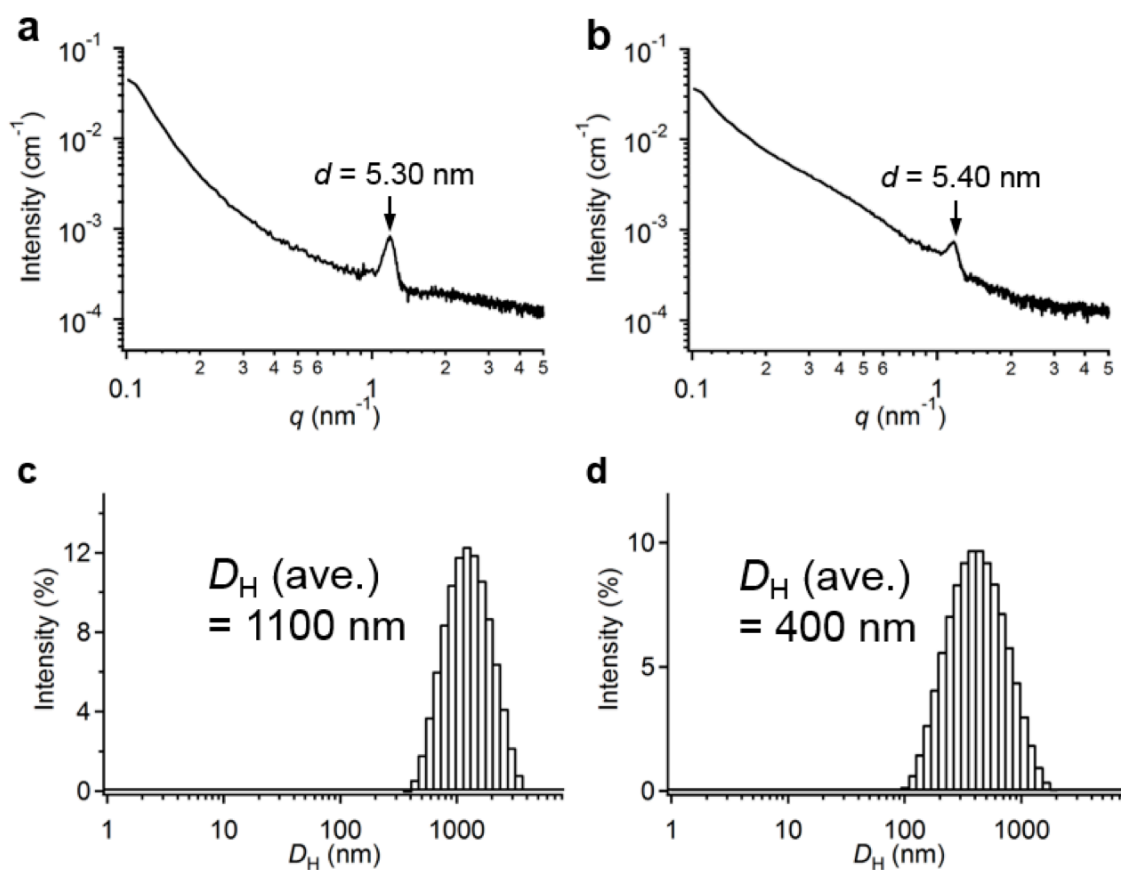 a
Intensity (cm⁻¹)
10⁻¹
10⁻²
10⁻³
10⁻⁴
d = 5.30 nm
2 3 4 5 6 2 3 4 5
0.1 1
q (nm⁻¹)
b
Intensity (cm⁻¹)
10⁻¹
10⁻²
10⁻³
10⁻⁴
d = 5.40 nm
2 3 4 5 6 2 3 4 5
0.1 1
q (nm⁻¹)
c
Intensity (%)
12
8
4
0
D_H (ave.)
= 1100 nm
1 10 100 1000
D_H (nm)
d
Intensity (%)
10
5
0
D_H (ave.)
= 400 nm
1 10 100 1000
D_H (nm)